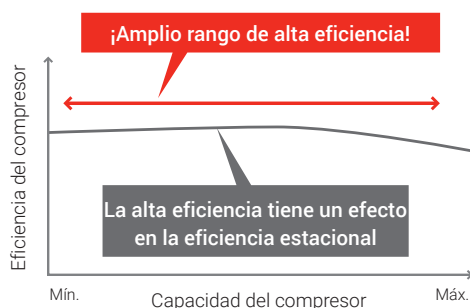 ¡Amplio rango de alta eficiencia!
Eficiencia del compresor
La alta eficiencia tiene un efecto
en la eficiencia estacional
Mín.
Capacidad del compresor
Máx.